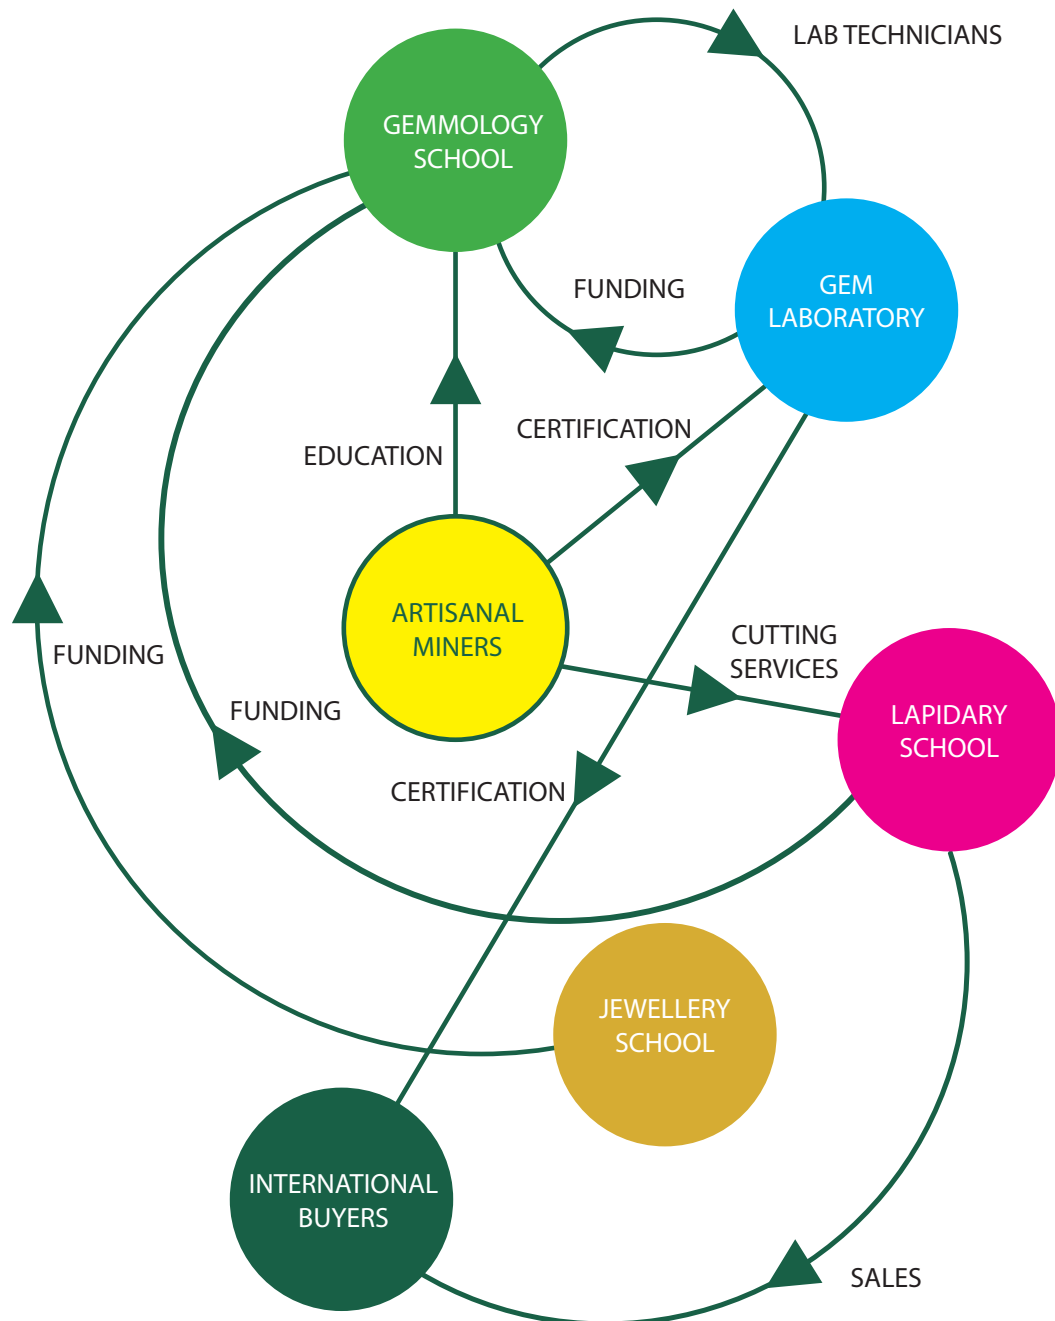 LAB TECHNICIANS
GEMMOLOGY
SCHOOL
FUNDING
GEM
LABORATORY
CERTIFICATION
EDUCATION
ARTISANAL
MINERS
CUTTING
SERVICES
FUNDING
FUNDING
LAPIDARY
SCHOOL
CERTIFICATION
JEWELLERY
SCHOOL
INTERNATIONAL
BUYERS
SALES